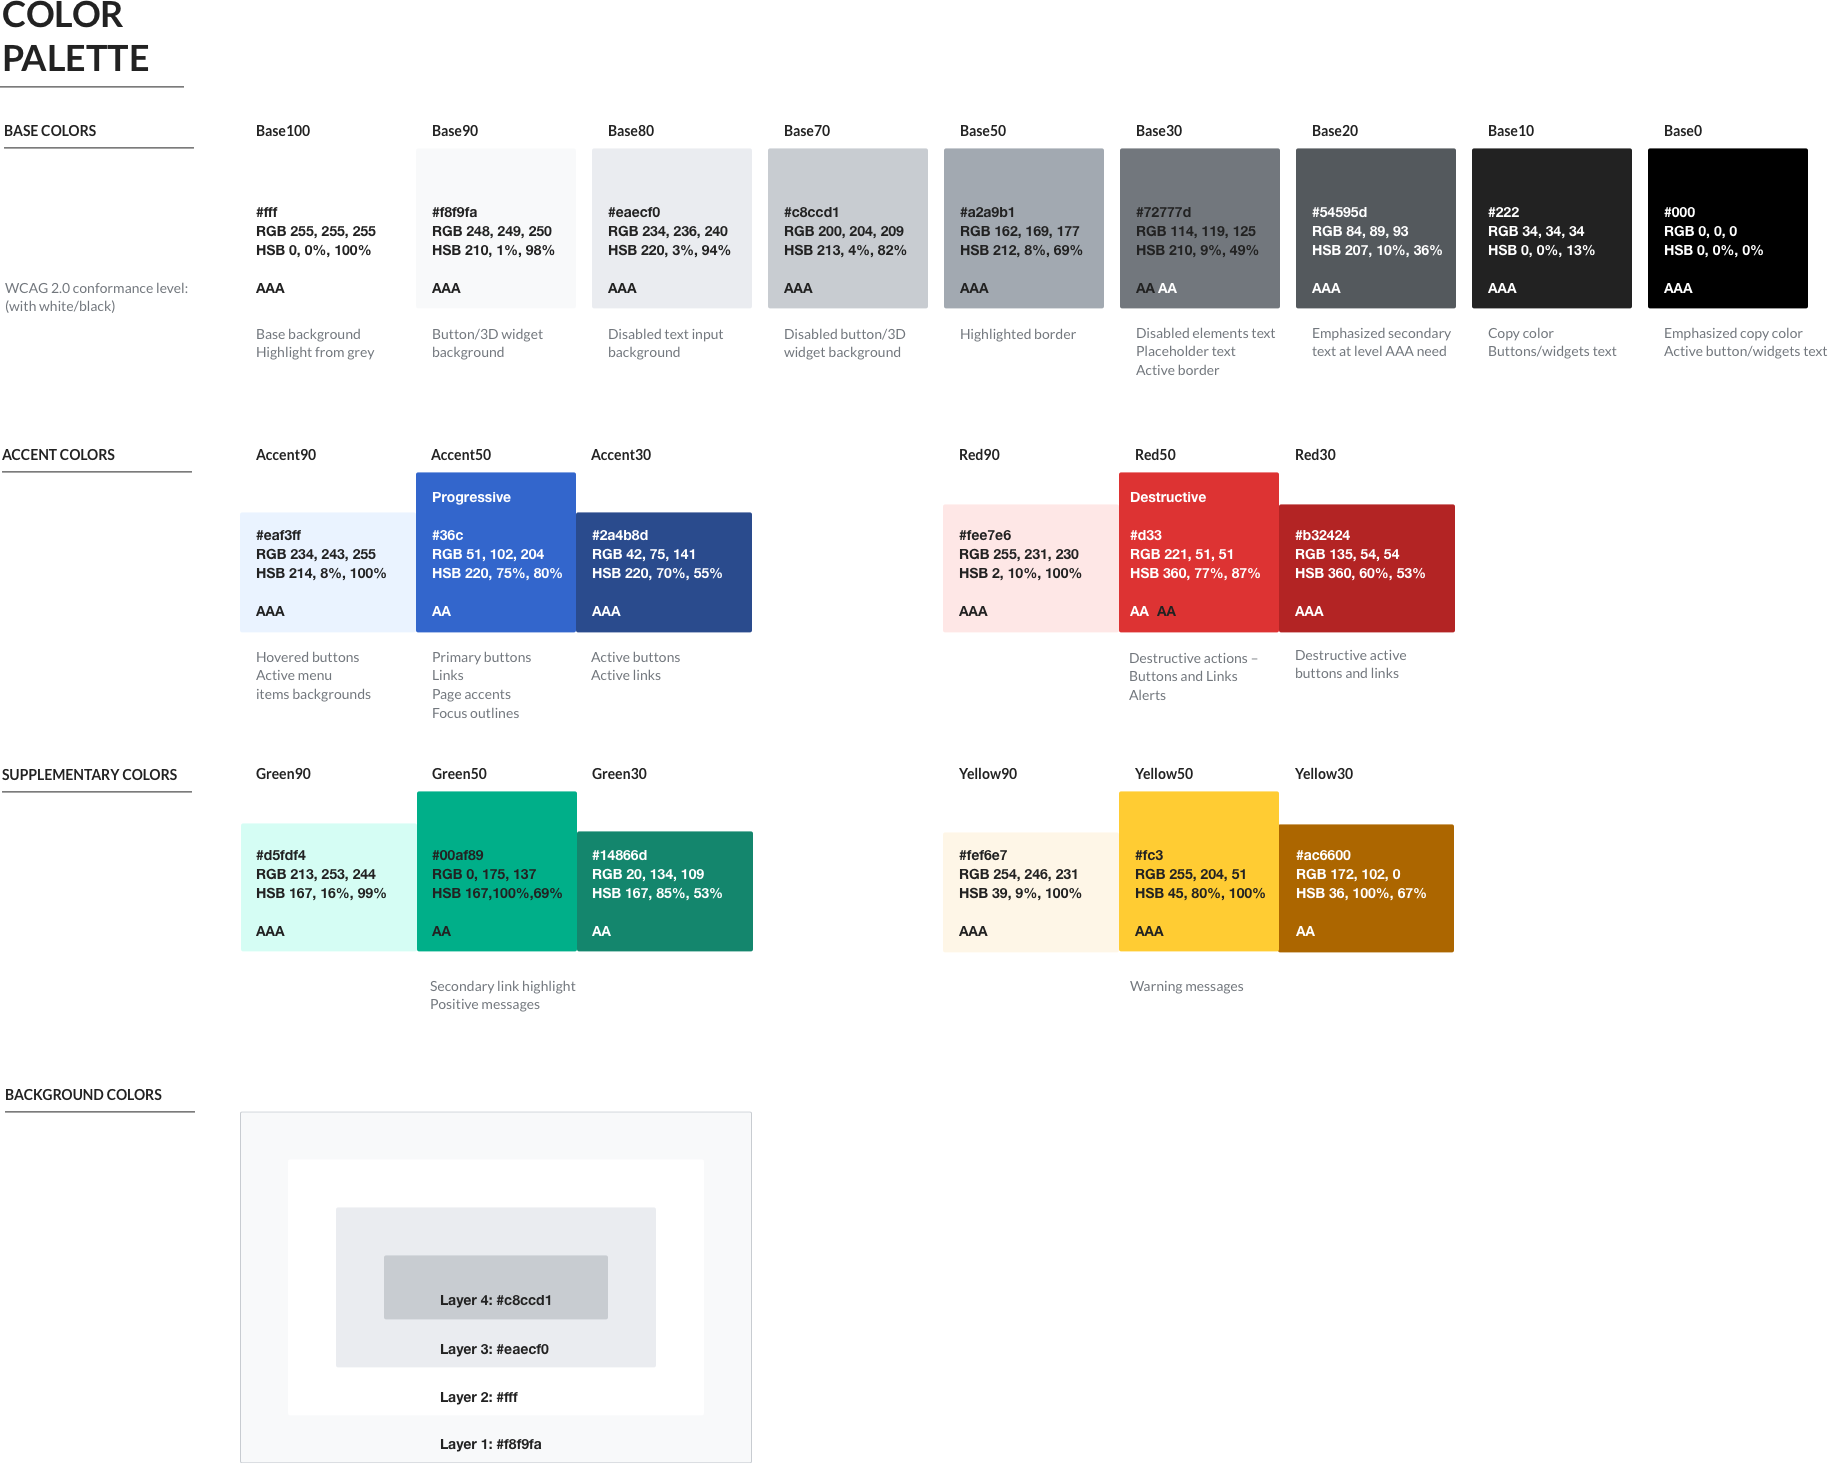 COLOR
PALETTE
BASE COLORS
WCAG 2.0 conformance level:
(with white/black)
Base100
#fff
RGB 255, 255, 255
HSB 0, 0%, 100%
AAA
Base background
Highlight from grey
Base90
#f8f9fa
RGB 248, 249, 250
HSB 210, 1%, 98%
AAA
Button/3D widget
background
Base80
#eaecf0
RGB 234, 236, 240
HSB 220, 3%, 94%
AAA
Disabled text input
background
Base70
#c8ccd1
RGB 200, 204, 209
HSB 213, 4%, 82%
AAA
Disabled button/3D
widget background
Base50
#a2a9b1
RGB 162, 169, 177
HSB 212, 8%, 69%
AAA
Highlighted border
Base30
#72777d
RGB 114, 119, 125
HSB 210, 9%, 49%
AA AA
Disabled elements text
Placeholder text
Active border
Base20
#54595d
RGB 84, 89, 93
HSB 207, 10%, 36%
AAA
Emphasized secondary
text at level AAA need
Base10
#222
RGB 34, 34, 34
HSB 0, 0%, 13%
AAA
Copy color
Buttons/widgets text
Base0
#000
RGB 0, 0, 0
HSB 0, 0%, 0%
AAA
Emphasized copy color
Active button/widgets text
ACCENT COLORS
Accent90
#eaf3ff
RGB 234, 243, 255
HSB 214, 8%, 100%
AAA
Hovered buttons
Active menu
items backgrounds
Accent50
Progressive
#36c
RGB 51, 102, 204
HSB 220, 75%, 80%
AA
Primary buttons
Links
Page accents
Focus outlines
Accent30
#2a4b8d
RGB 42, 75, 141
HSB 220, 70%, 55%
AAA
Active buttons
Active links
Red90
#fee7e6
RGB 255, 231, 230
HSB 2, 10%, 100%
AAA
Red50
Destructive
#d33
RGB 221, 51, 51
HSB 360, 77%, 87%
AA AA
Destructive actions –
Buttons and Links
Alerts
Red30
#b32424
RGB 135, 54, 54
HSB 360, 60%, 53%
AAA
Destructive active
buttons and links
SUPPLEMENTARY COLORS
Green90
#d5fdf4
RGB 213, 253, 244
HSB 167, 16%, 99%
AAA
Green50
#00af89
RGB 0, 175, 137
HSB 167,100%,69%
AA
Secondary link highlight
Positive messages
Green30
#14866d
RGB 20, 134, 109
HSB 167, 85%, 53%
AA
Yellow90
#fef6e7
RGB 254, 246, 231
HSB 39, 9%, 100%
AAA
Yellow50
#fc3
RGB 255, 204, 51
HSB 45, 80%, 100%
AAA
Warning messages
Yellow30
#ac6600
RGB 172, 102, 0
HSB 36, 100%, 67%
AA
BACKGROUND COLORS
Layer 4: #c8ccd1
Layer 3: #eaecf0
Layer 2: #fff
Layer 1: #f8f9fa